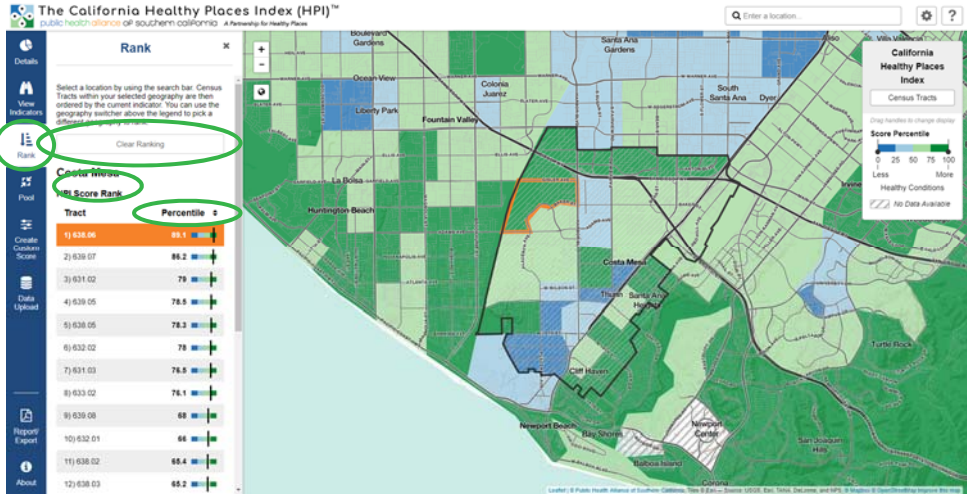 The California Healthy Places Index (HPI)™
public health alliance of southern california A Partnership for Healthy Places
Enter a location...
?
Details
View
Indicators
Rank
Pool
Create
Custom
Score
Data
Upload
Report/
Export
About
Rank
×
Select a location by using the search bar. Census
Tracts within your selected geography are then
ordered by the current indicator. You can use the
geography switcher above the legend to pick a
different geography to rank.
Clear Ranking
Costa Mesa
HPI Score Rank
Tract Percentile
1) 638.06 89.1
2) 639.07 86.2
3) 631.02 79
4) 639.05 78.5
5) 638.05 78.3
6) 632.02 78
7) 631.03 76.5
8) 633.02 76.1
9) 639.08 68
10) 632.01 66
11) 638.02 65.4
12) 638.03 65.2
+
−
Boulevard
Gardens
Santa Ana
Gardens
Ocean View
Colonia
Juarez
Liberty Park
Fountain Valley
South
Santa Ana
Dyer
La Bolsa
Huntington Beach
Irvine
Costa Mesa
Thurin
Santa Ana
Heights
Cliff Haven
Turtle Rock
Newport Beach
Bay Shores
Newport
Center
San Joaquin
Hills
Balboa Island
Corona
California
Healthy Places
Index
Census Tracts
Drag handles to change display
Score Percentile
0 25 50 75 100
Less More
Healthy Conditions
No Data Available